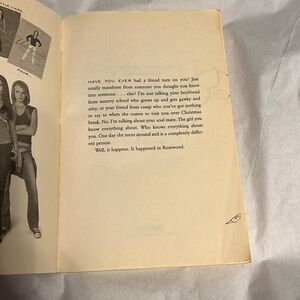 HAVE YOU EVER had a friend turn on you? Just
totally transform from someone you thought you knew
into someone . . . else? I'm not talking your boyfriend
from nursery school who grows up and gets gawky and
zitty, or your friend from camp who you've got nothing
to say to when she comes to visit you over Christmas
break. No, I'm talking about your soul mate. The girl you
know everything about. Who knows everything about
you. One day she turns around and is a completely differ-
ent person.
Well, it happens. It happened in Rosewood.